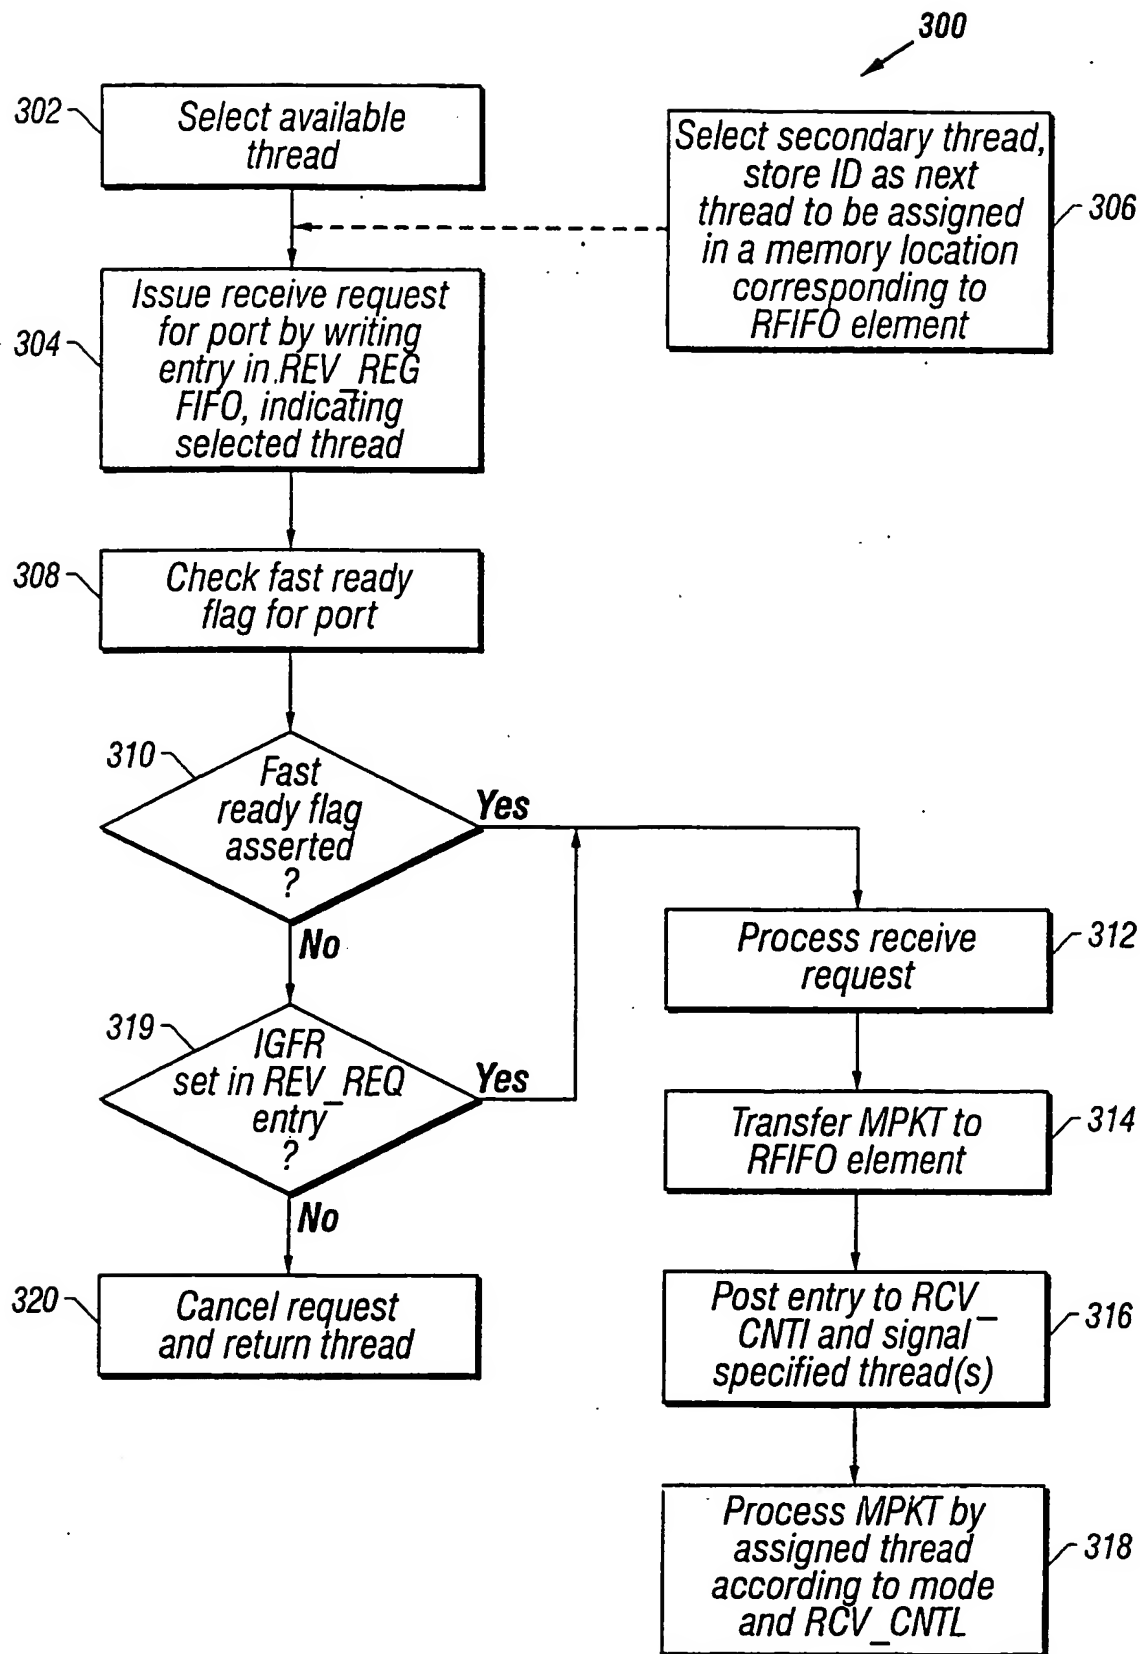 300
302
Select available
thread
Select secondary thread,
store ID as next
thread to be assigned
in a memory location
corresponding to
RFIFO element
306
304
Issue receive request
for port by writing
entry in REV_REG
FIFO, indicating
selected thread
308
Check fast ready
flag for port
310
Fast
ready flag
asserted
?
Yes
No
312
Process receive
request
319
IGFR
set in REV_REQ
entry
?
Yes
No
314
Transfer MPKT to
RFIFO element
320
Cancel request
and return thread
316
Post entry to RCV_
CNTl and signal
specified thread(s)
318
Process MPKT by
assigned thread
according to mode
and RCV_CNTL